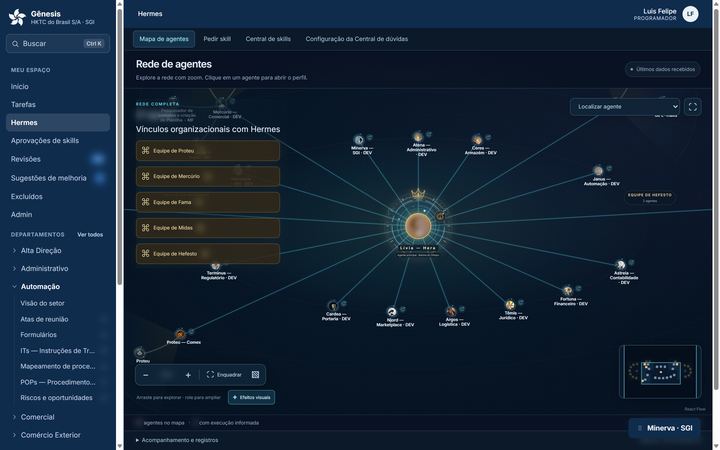 Gênesis
HKTC do Brasil S/A · SGI
Buscar
Ctrl K
MEU ESPAÇO
Início
Tarefas
Hermes
Aprovações de skills
Revisões
Sugestões de melhoria
Excluídos
Admin
DEPARTAMENTOS
Ver todos
Alta Direção
Administrativo
Automação
Visão do setor
Atas de reunião
Formulários
ITs — Instruções de Tr...
Mapeamento de proce...
POPs — Procedimento...
Riscos e oportunidades
Comercial
Comércio Exterior
Hermes
Luis Felipe
PROGRAMADOR
LF
Mapa de agentes
Pedir skill
Central de skills
Configuração da Central de dúvidas
Rede de agentes
Explore a rede com zoom. Clique em um agente para abrir o perfil.
Últimos dados recebidos
REDE COMPLETA
Vínculos organizacionais com Hermes
Equipe de Proteu
Equipe de Mercúrio
Equipe de Fama
Equipe de Midas
Equipe de Hefesto
Localizar agente
Mercúrio —
Comercial · DEV
Minerva —
SGI · DEV
Atena —
Administrativo
· DEV
Ceres —
Armazém · DEV
Janus —
Automação · DEV
EQUIPE DE HEFESTO
2 agentes
Lívia — Hera
Términus —
Regulatório · DEV
Astreia —
Contabilidade
· DEV
Cardea —
Portaria · DEV
Njord —
Marketplace · DEV
Argos —
Logística · DEV
Têmis —
Jurídico · DEV
Fortuna —
Financeiro · DEV
Proteu — Comex
Proteu
Enquadrar
Arraste para explorar · role para ampliar
Efeitos visuais
React Flow
agentes no mapa
com execução informada
Minerva · SGI
Acompanhamento e registros